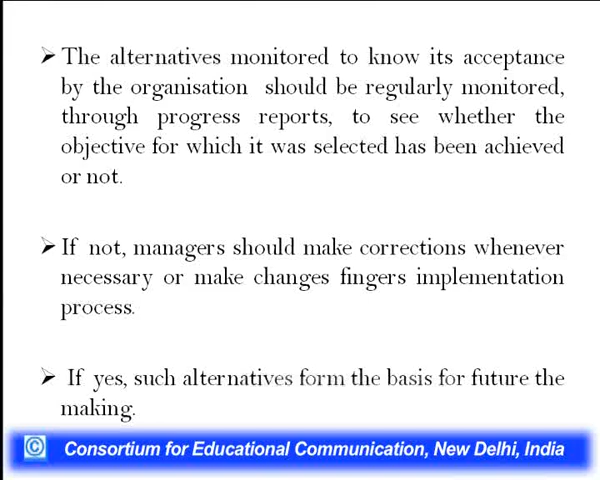 ➢ The alternatives monitored to know its acceptance
by the organisation should be regularly monitored,
through progress reports, to see whether the
objective for which it was selected has been achieved
or not.
➢ If not, managers should make corrections whenever
necessary or make changes fingers implementation
process.
➢ If yes, such alternatives form the basis for future the
making.
© Consortium for Educational Communication, New Delhi, India